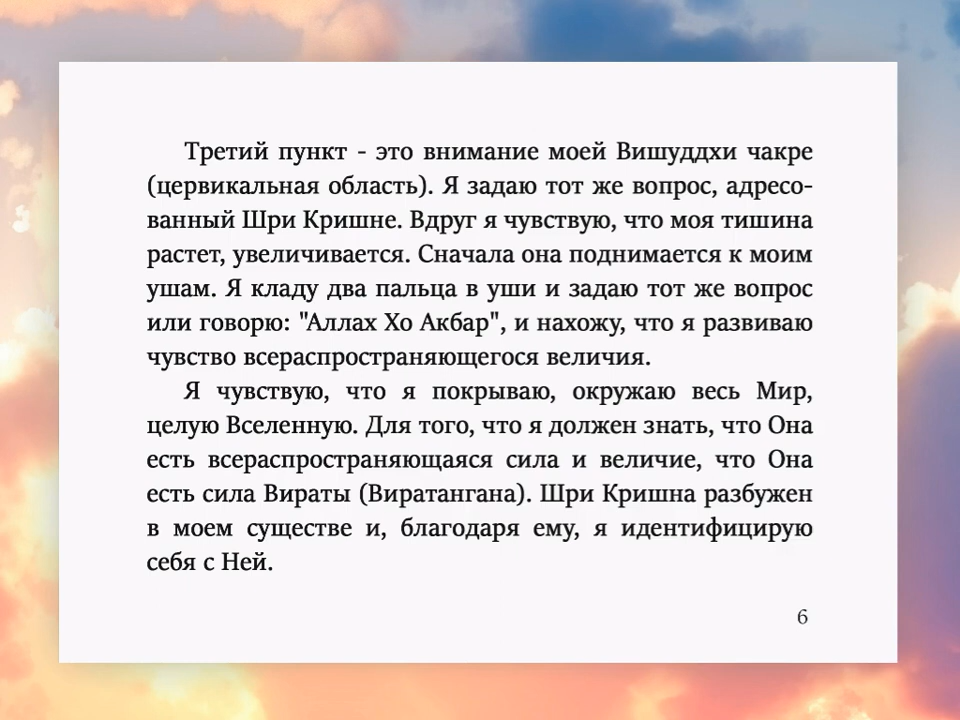 Третий пункт - это внимание моей Вишуддхи чакре
(цервикальная область). Я задаю тот же вопрос, адресо-
ванный Шри Кришне. Вдруг я чувствую, что моя тишина
растет, увеличивается. Сначала она поднимается к моим
ушам. Я кладу два пальца в уши и задаю тот же вопрос
или говорю: "Аллах Хо Акбар", и нахожу, что я развиваю
чувство всераспространяющегося величия.
Я чувствую, что я покрываю, окружаю весь Мир,
целую Вселенную. Для того, что я должен знать, что Она
есть всераспространяющаяся сила и величие, что Она
есть сила Вираты (Виратангана). Шри Кришна разбужен
в моем существе и, благодаря ему, я идентифицирую
себя с Ней.
6